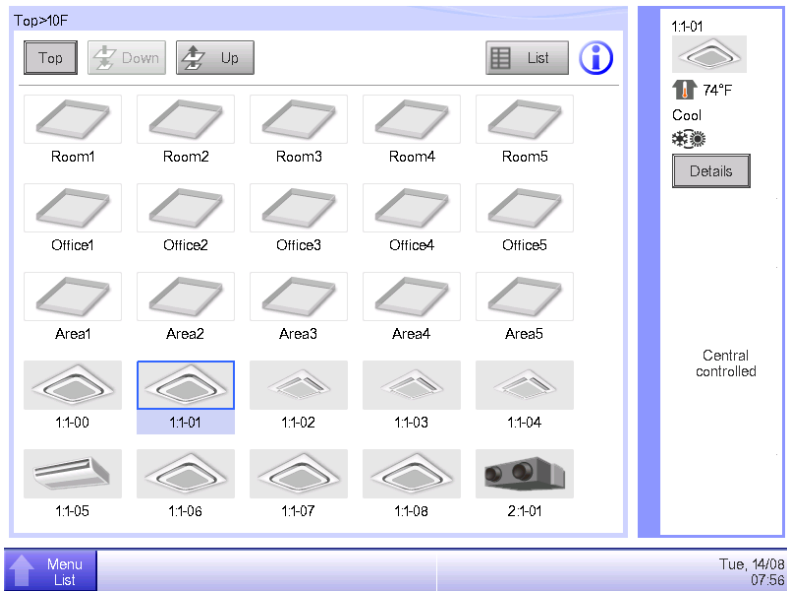 Top>10F
Top
Down
Up
List
Room1 Room2 Room3 Room4 Room5
Office1 Office2 Office3 Office4 Office5
Area1 Area2 Area3 Area4 Area5
1:1-00 1:1-01 1:1-02 1:1-03 1:1-04
1:1-05 1:1-06 1:1-07 1:1-08 2:1-01
1:1-01
74°F
Cool
Details
Central
controlled
Menu
List
Tue, 14/08
07:56